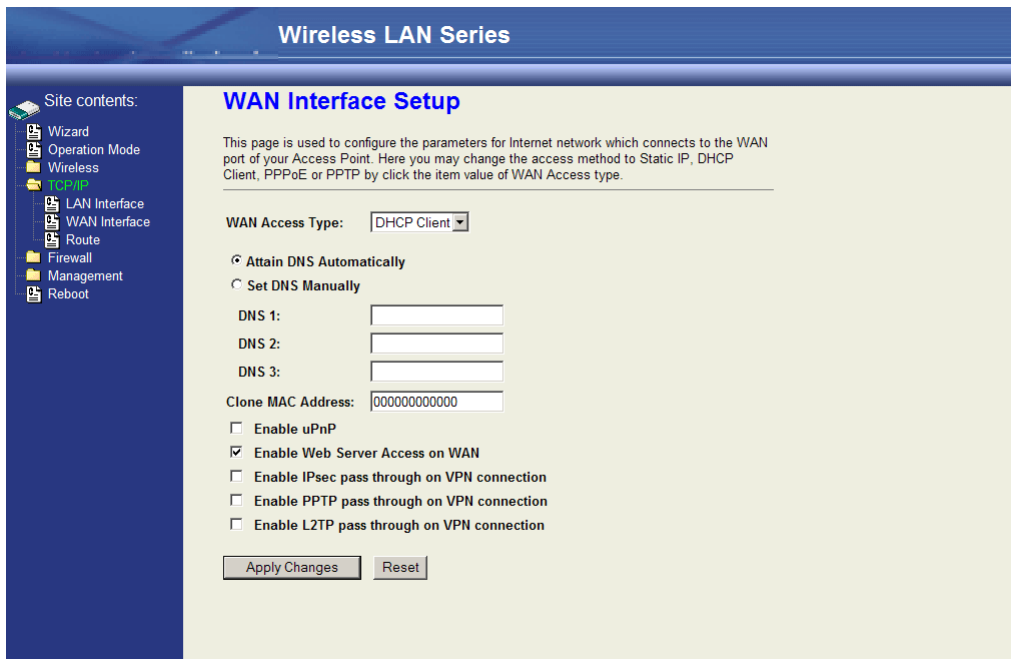 Wireless LAN Series
Site contents:
Wizard
Operation Mode
Wireless
TCP/IP
LAN Interface
WAN Interface
Route
Firewall
Management
Reboot
WAN Interface Setup
This page is used to configure the parameters for Internet network which connects to the WAN
port of your Access Point. Here you may change the access method to Static IP, DHCP
Client, PPPoE or PPTP by click the item value of WAN Access type.
WAN Access Type: DHCP Client
Attain DNS Automatically
Set DNS Manually
DNS 1:
DNS 2:
DNS 3:
Clone MAC Address: 000000000000
Enable uPnP
Enable Web Server Access on WAN
Enable IPsec pass through on VPN connection
Enable PPTP pass through on VPN connection
Enable L2TP pass through on VPN connection
Apply Changes Reset